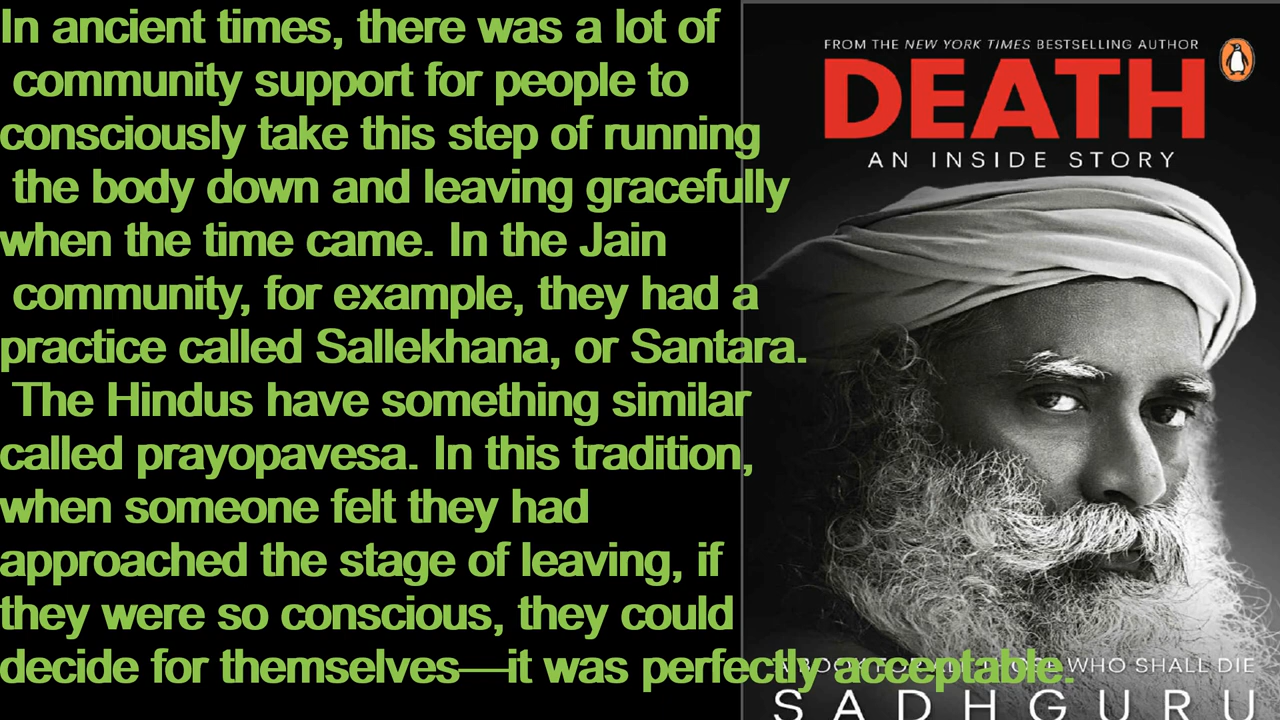 In ancient times, there was a lot of
community support for people to
consciously take this step of running
the body down and leaving gracefully
when the time came. In the Jain
community, for example, they had a
practice called Sallekhana, or Santara.
The Hindus have something similar
called prayopavesa. In this tradition,
when someone felt they had
approached the stage of leaving, if
they were so conscious, they could
decide for themselves—it was perfectly acceptable.
FROM THE NEW YORK TIMES BESTSELLING AUTHOR
DEATH
AN INSIDE STORY
A BOOK FOR ALL THOSE WHO SHALL DIE
SADHGURU